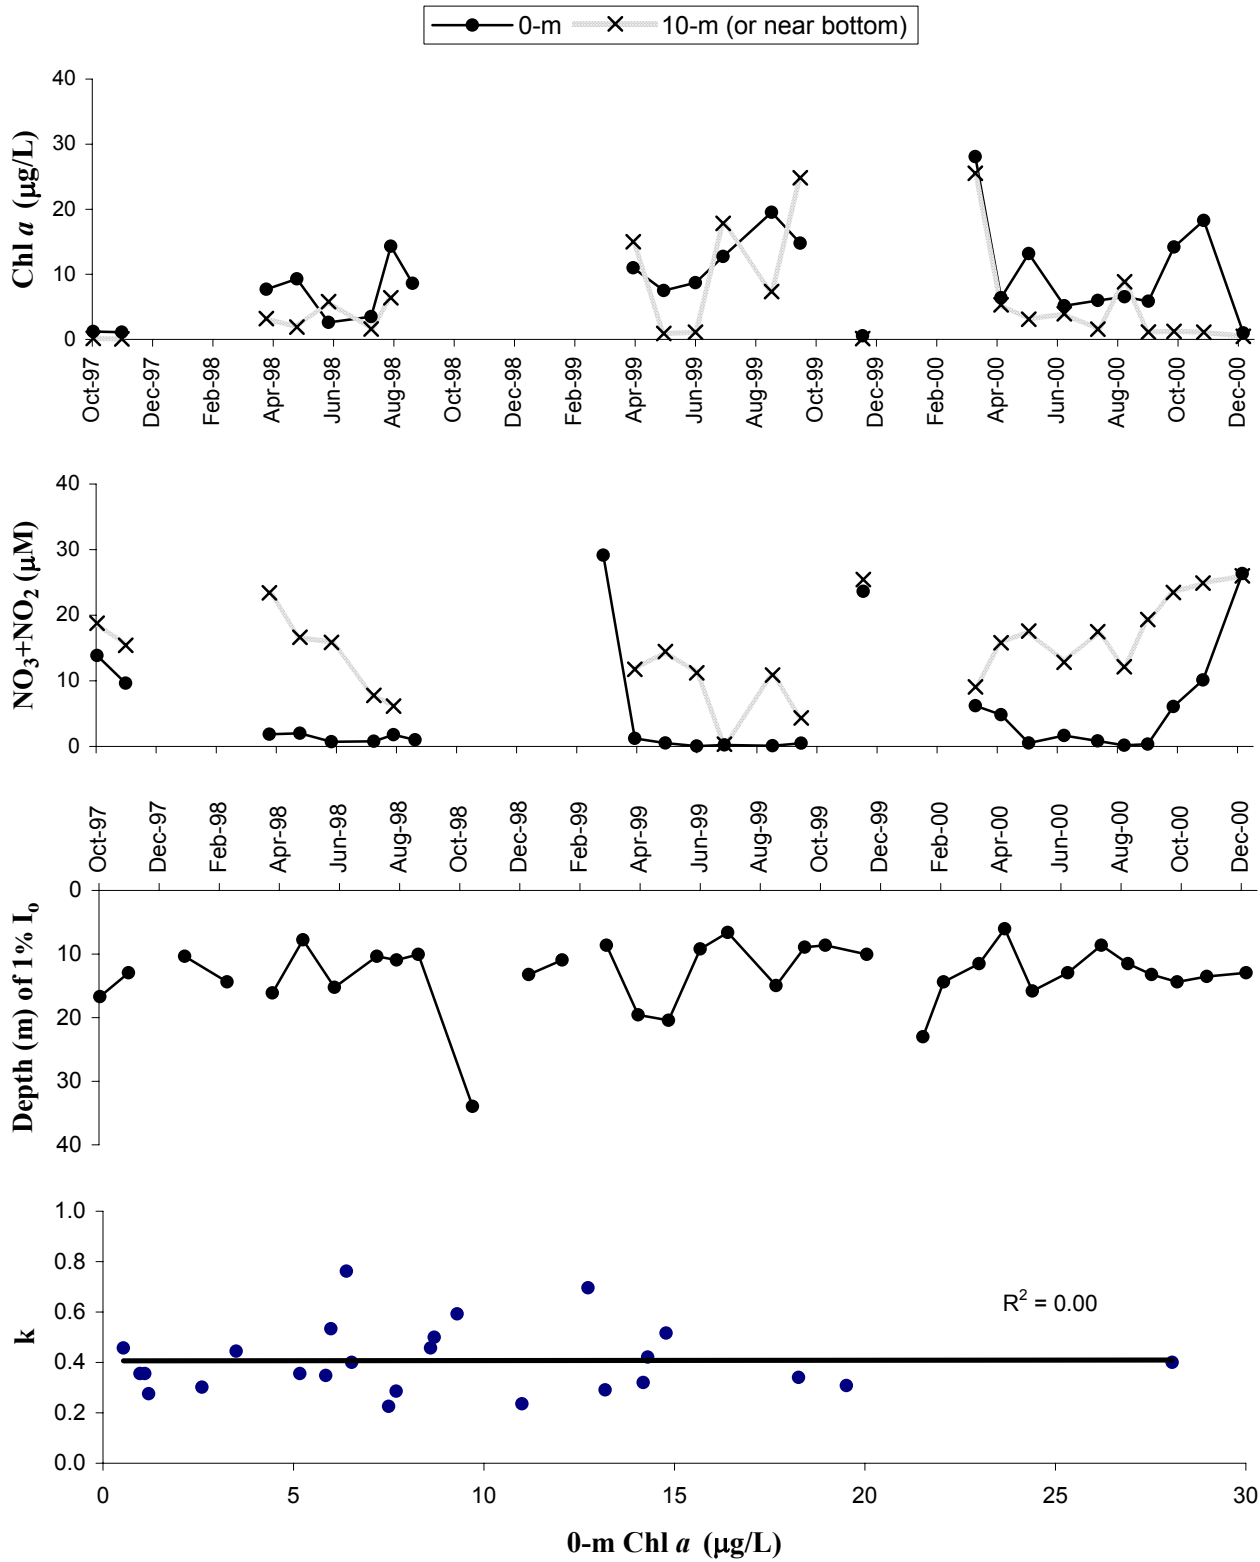 0-m 10-m (or near bottom)
Chl a (µg/L)
40
30
20
10
0
Oct-97 Dec-97 Feb-98 Apr-98 Jun-98 Aug-98 Oct-98 Dec-98 Feb-99 Apr-99 Jun-99 Aug-99 Oct-99 Dec-99 Feb-00 Apr-00 Jun-00 Aug-00 Oct-00 Dec-00
NO3+NO2 (µM)
40
30
20
10
0
Oct-97 Dec-97 Feb-98 Apr-98 Jun-98 Aug-98 Oct-98 Dec-98 Feb-99 Apr-99 Jun-99 Aug-99 Oct-99 Dec-99 Feb-00 Apr-00 Jun-00 Aug-00 Oct-00 Dec-00
Depth (m) of 1% Io
0
10
20
30
40
k
1.0
0.8
0.6
0.4
0.2
0.0
R2 = 0.00
0 5 10 15 20 25 30
0-m Chl a (µg/L)